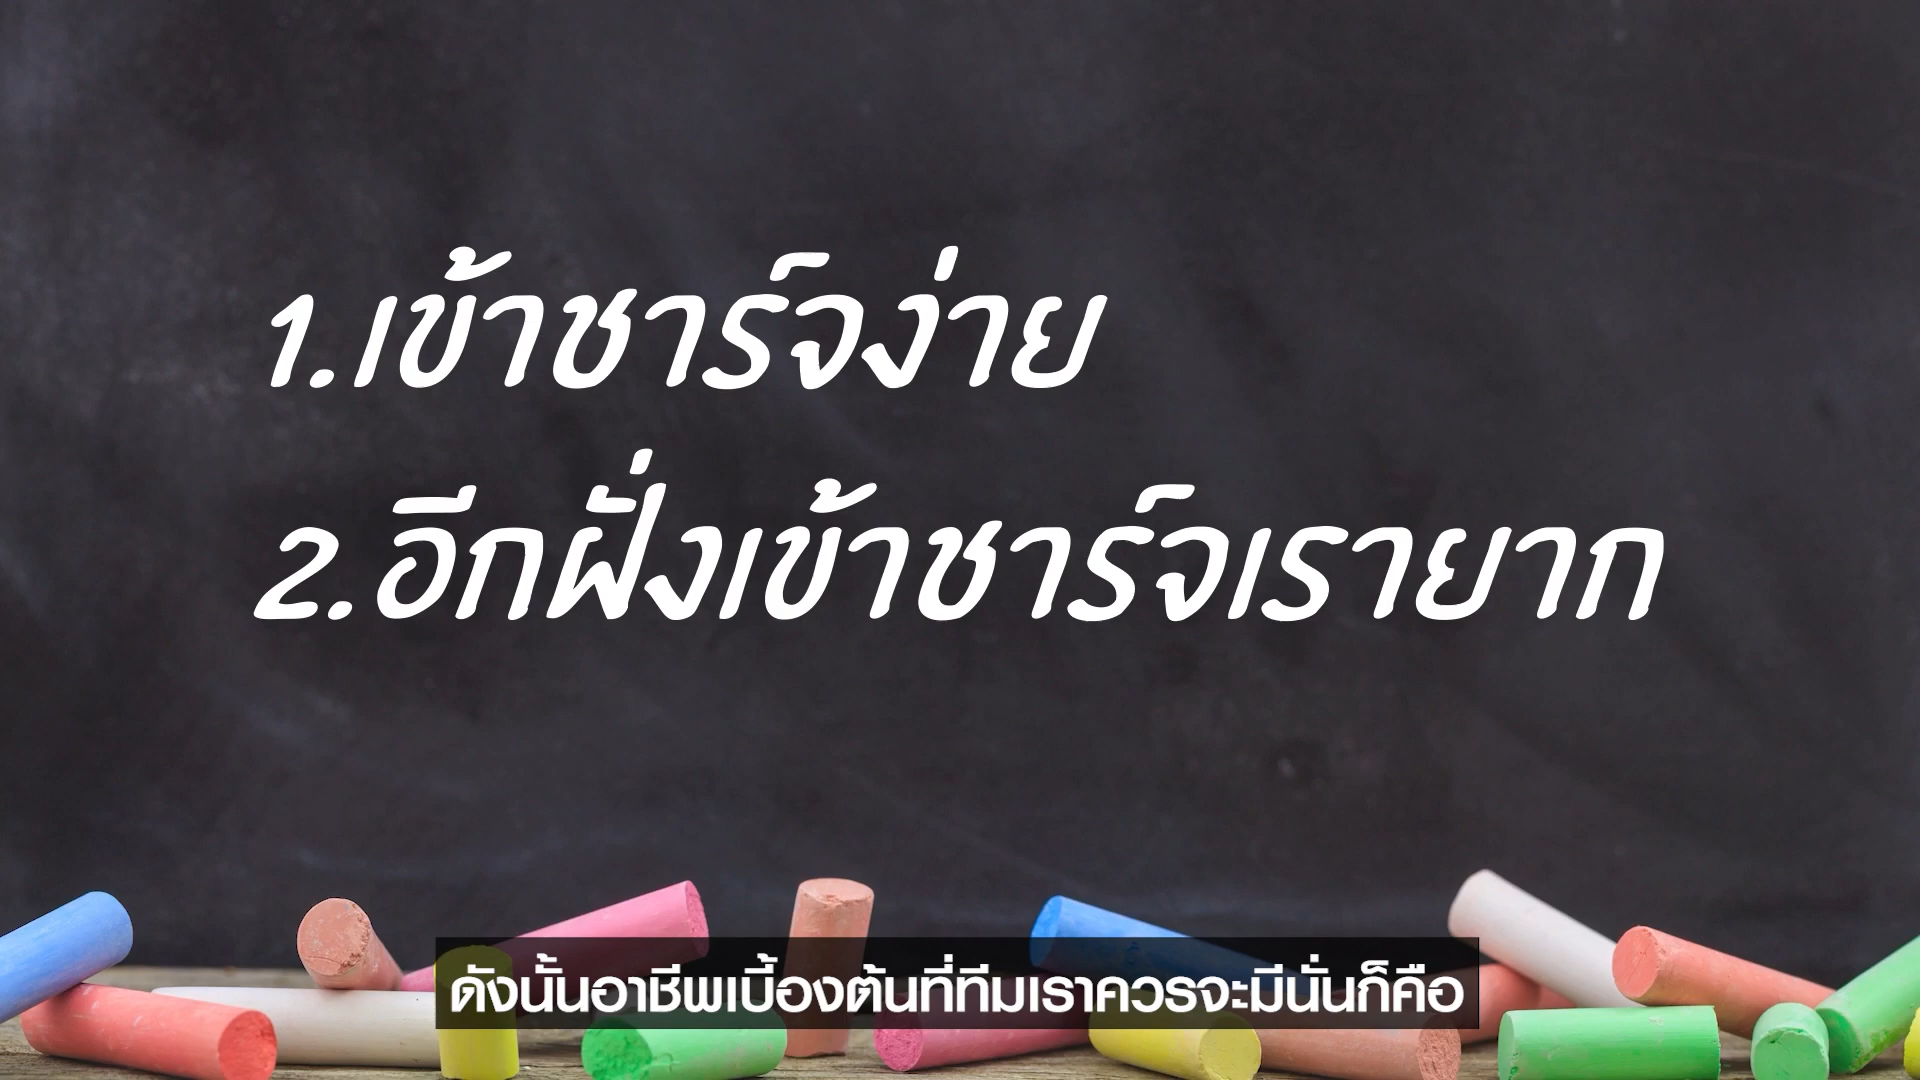 1.เข้าชาร์จง่าย
2.อีกฝั่งเข้าชาร์จเรายาก
ดังนั้นอาชีพเบื้องต้นที่ทีมเราควรจะมีนั่นก็คือ